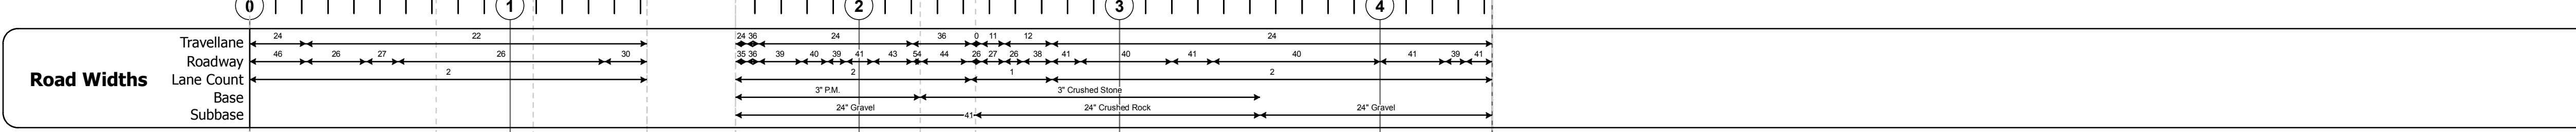 0 1 2 3 4
Travellane 24 22 24 36 24 36 0 11 12 24
Roadway 46 26 27 26 30 35 36 39 40 39 41 43 54 44 26 27 26 38 41 40 41 40 41 39 41
Road Widths
Lane Count 2 2 1 2
Base 3" P.M. 3" Crushed Stone
Subbase 24" Gravel 41 24" Crushed Rock 24" Gravel